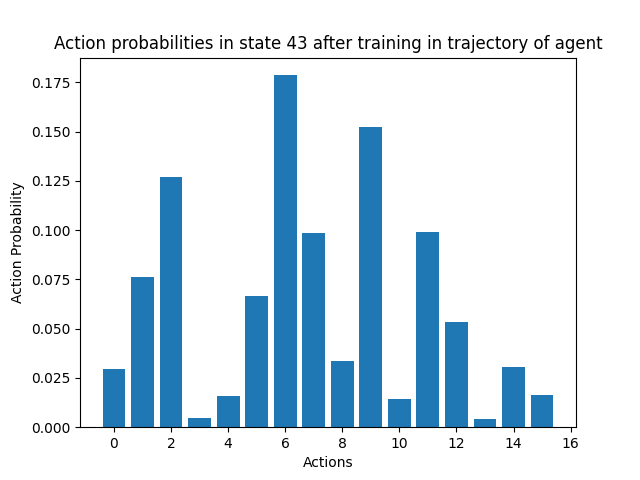 Action probabilities in state 43 after training in trajectory of agent
0.175
0.150
0.125
0.100
0.075
0.050
0.025
0.000
Action Probability
0 2 4 6 8 10 12 14 16
Actions